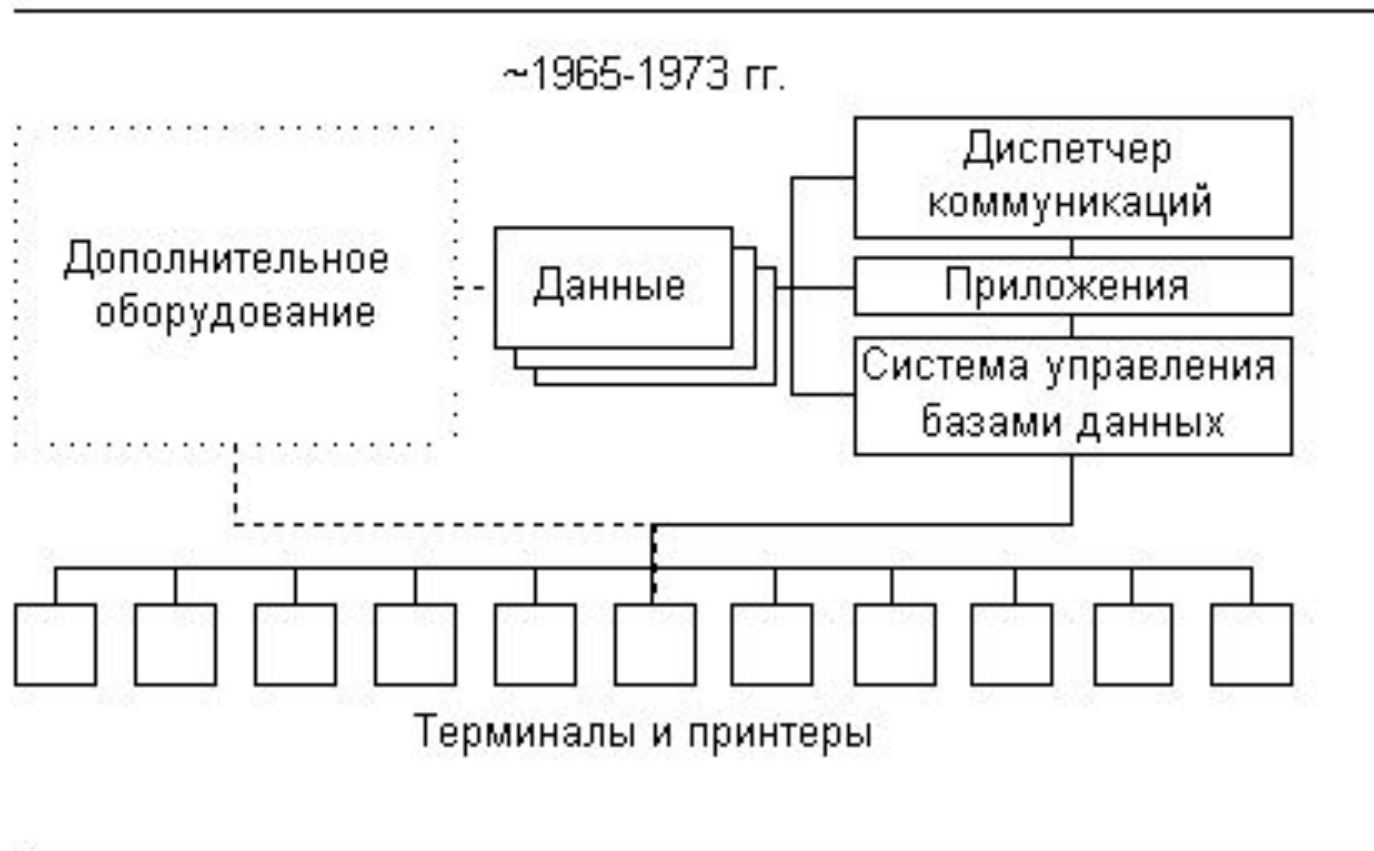 ~1965-1973 гг.
Дополнительное
оборудование
Данные
Диспетчер
коммуникаций
Приложения
Система управления
базами данных
Терминалы и принтеры